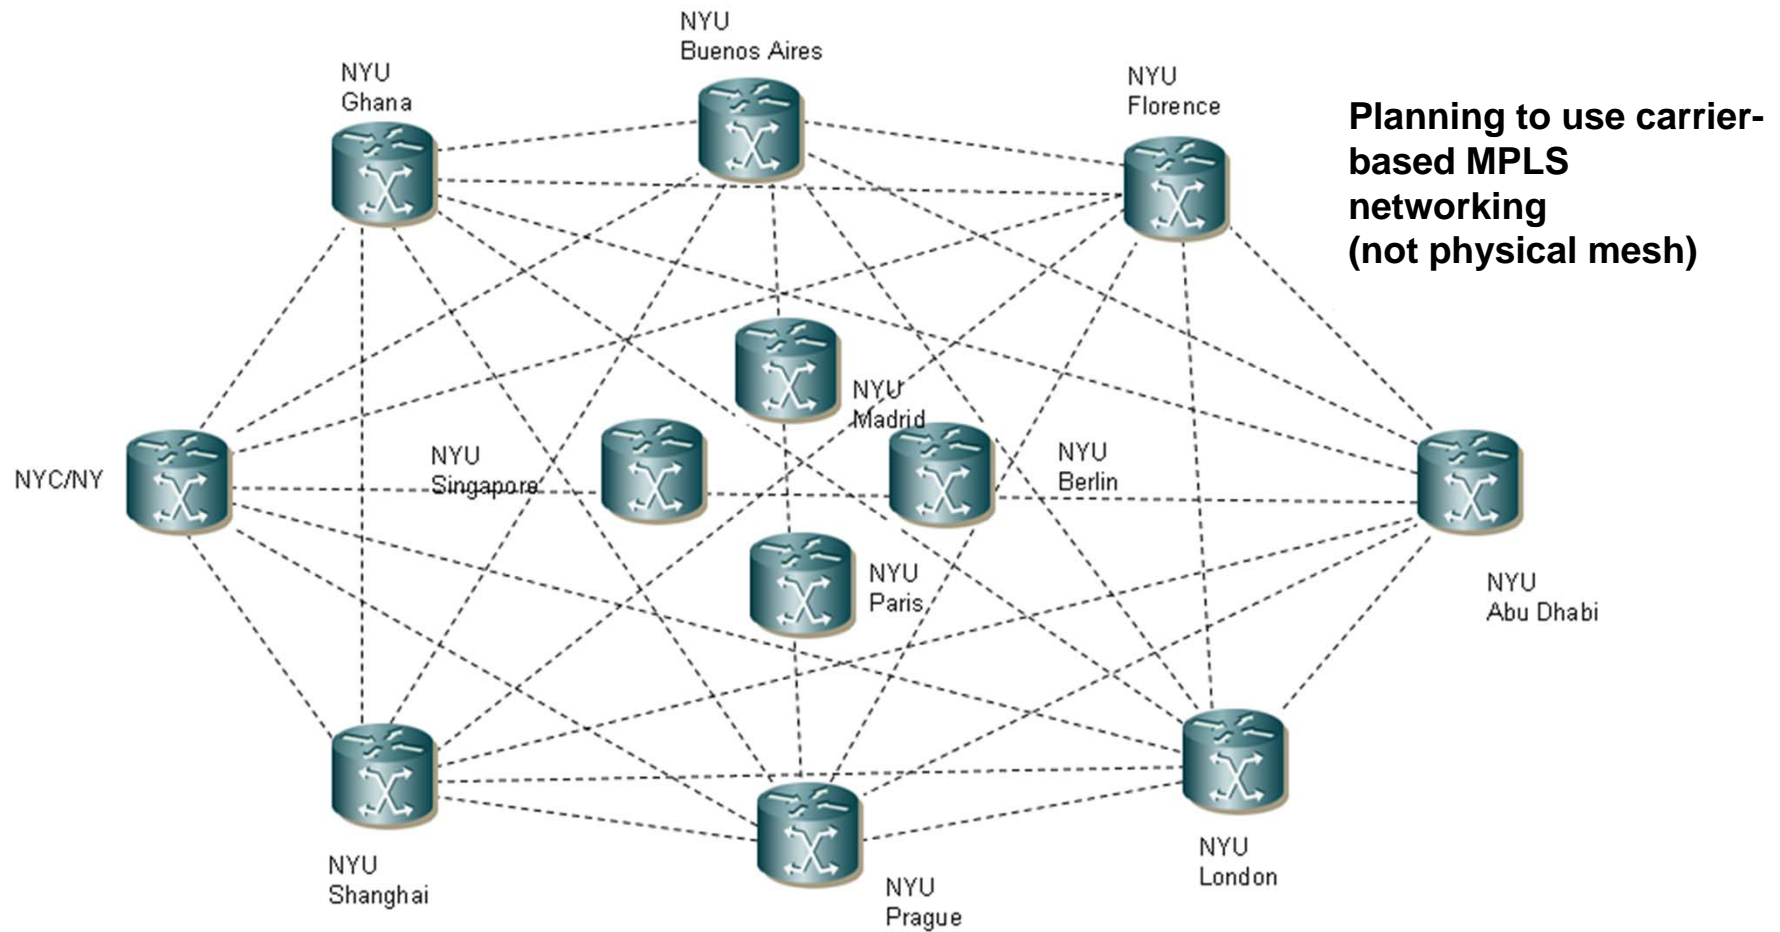 NYU
Buenos Aires
NYU
Ghana
NYU
Florence
Planning to use carrier-
based MPLS
networking
(not physical mesh)
NYU
Madrid
NYC/NY
NYU
Singapore
NYU
Berlin
NYU
Paris
NYU
Abu Dhabi
NYU
Shanghai
NYU
Prague
NYU
London